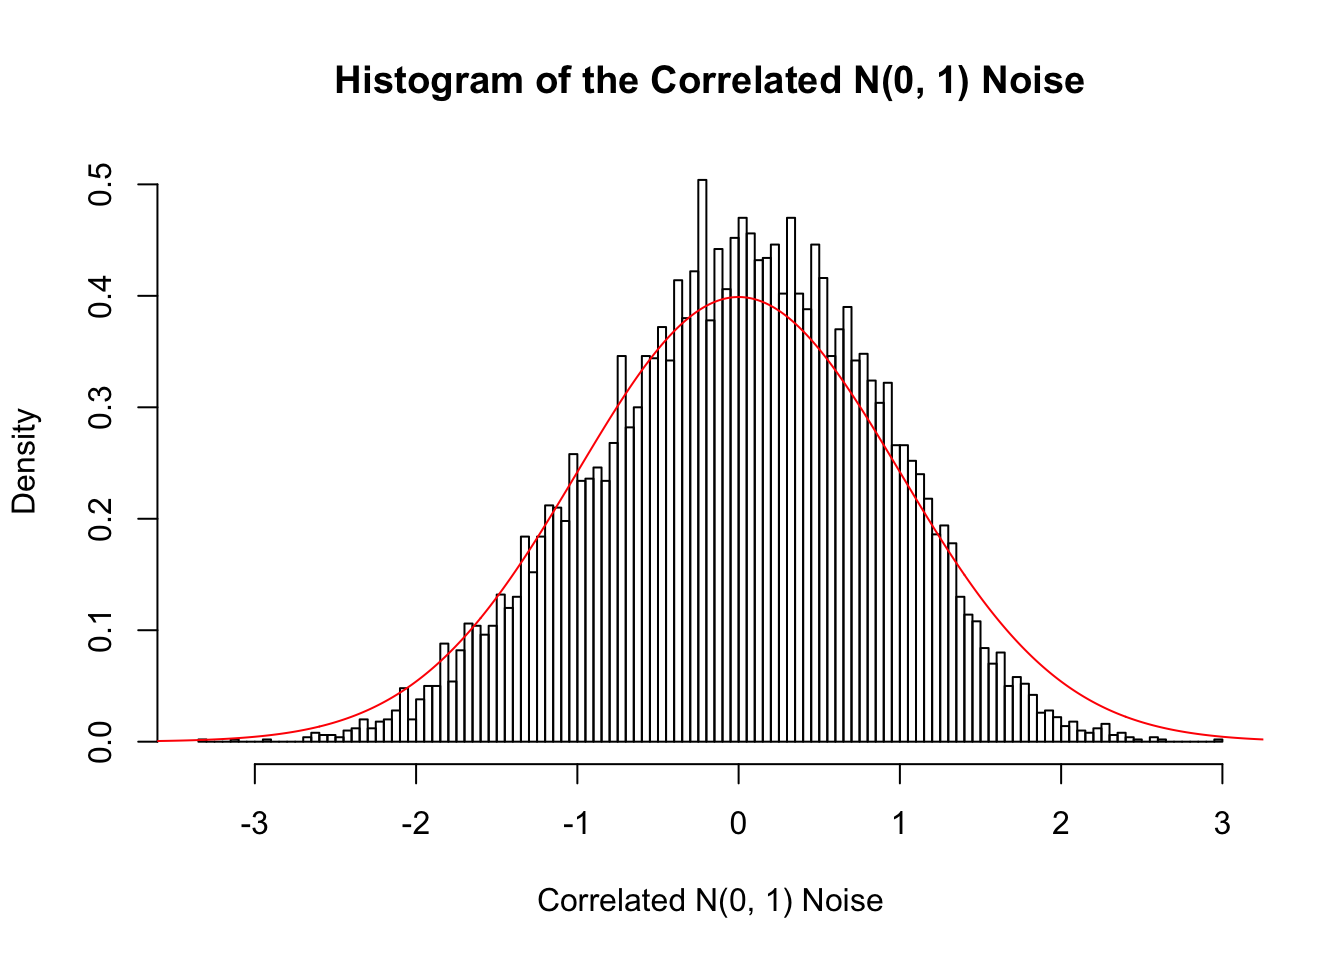 Histogram of the Correlated N(0, 1) Noise
Density
0.5
0.4
0.3
0.2
0.1
0.0
-3 -2 -1 0 1 2 3
Correlated N(0, 1) Noise